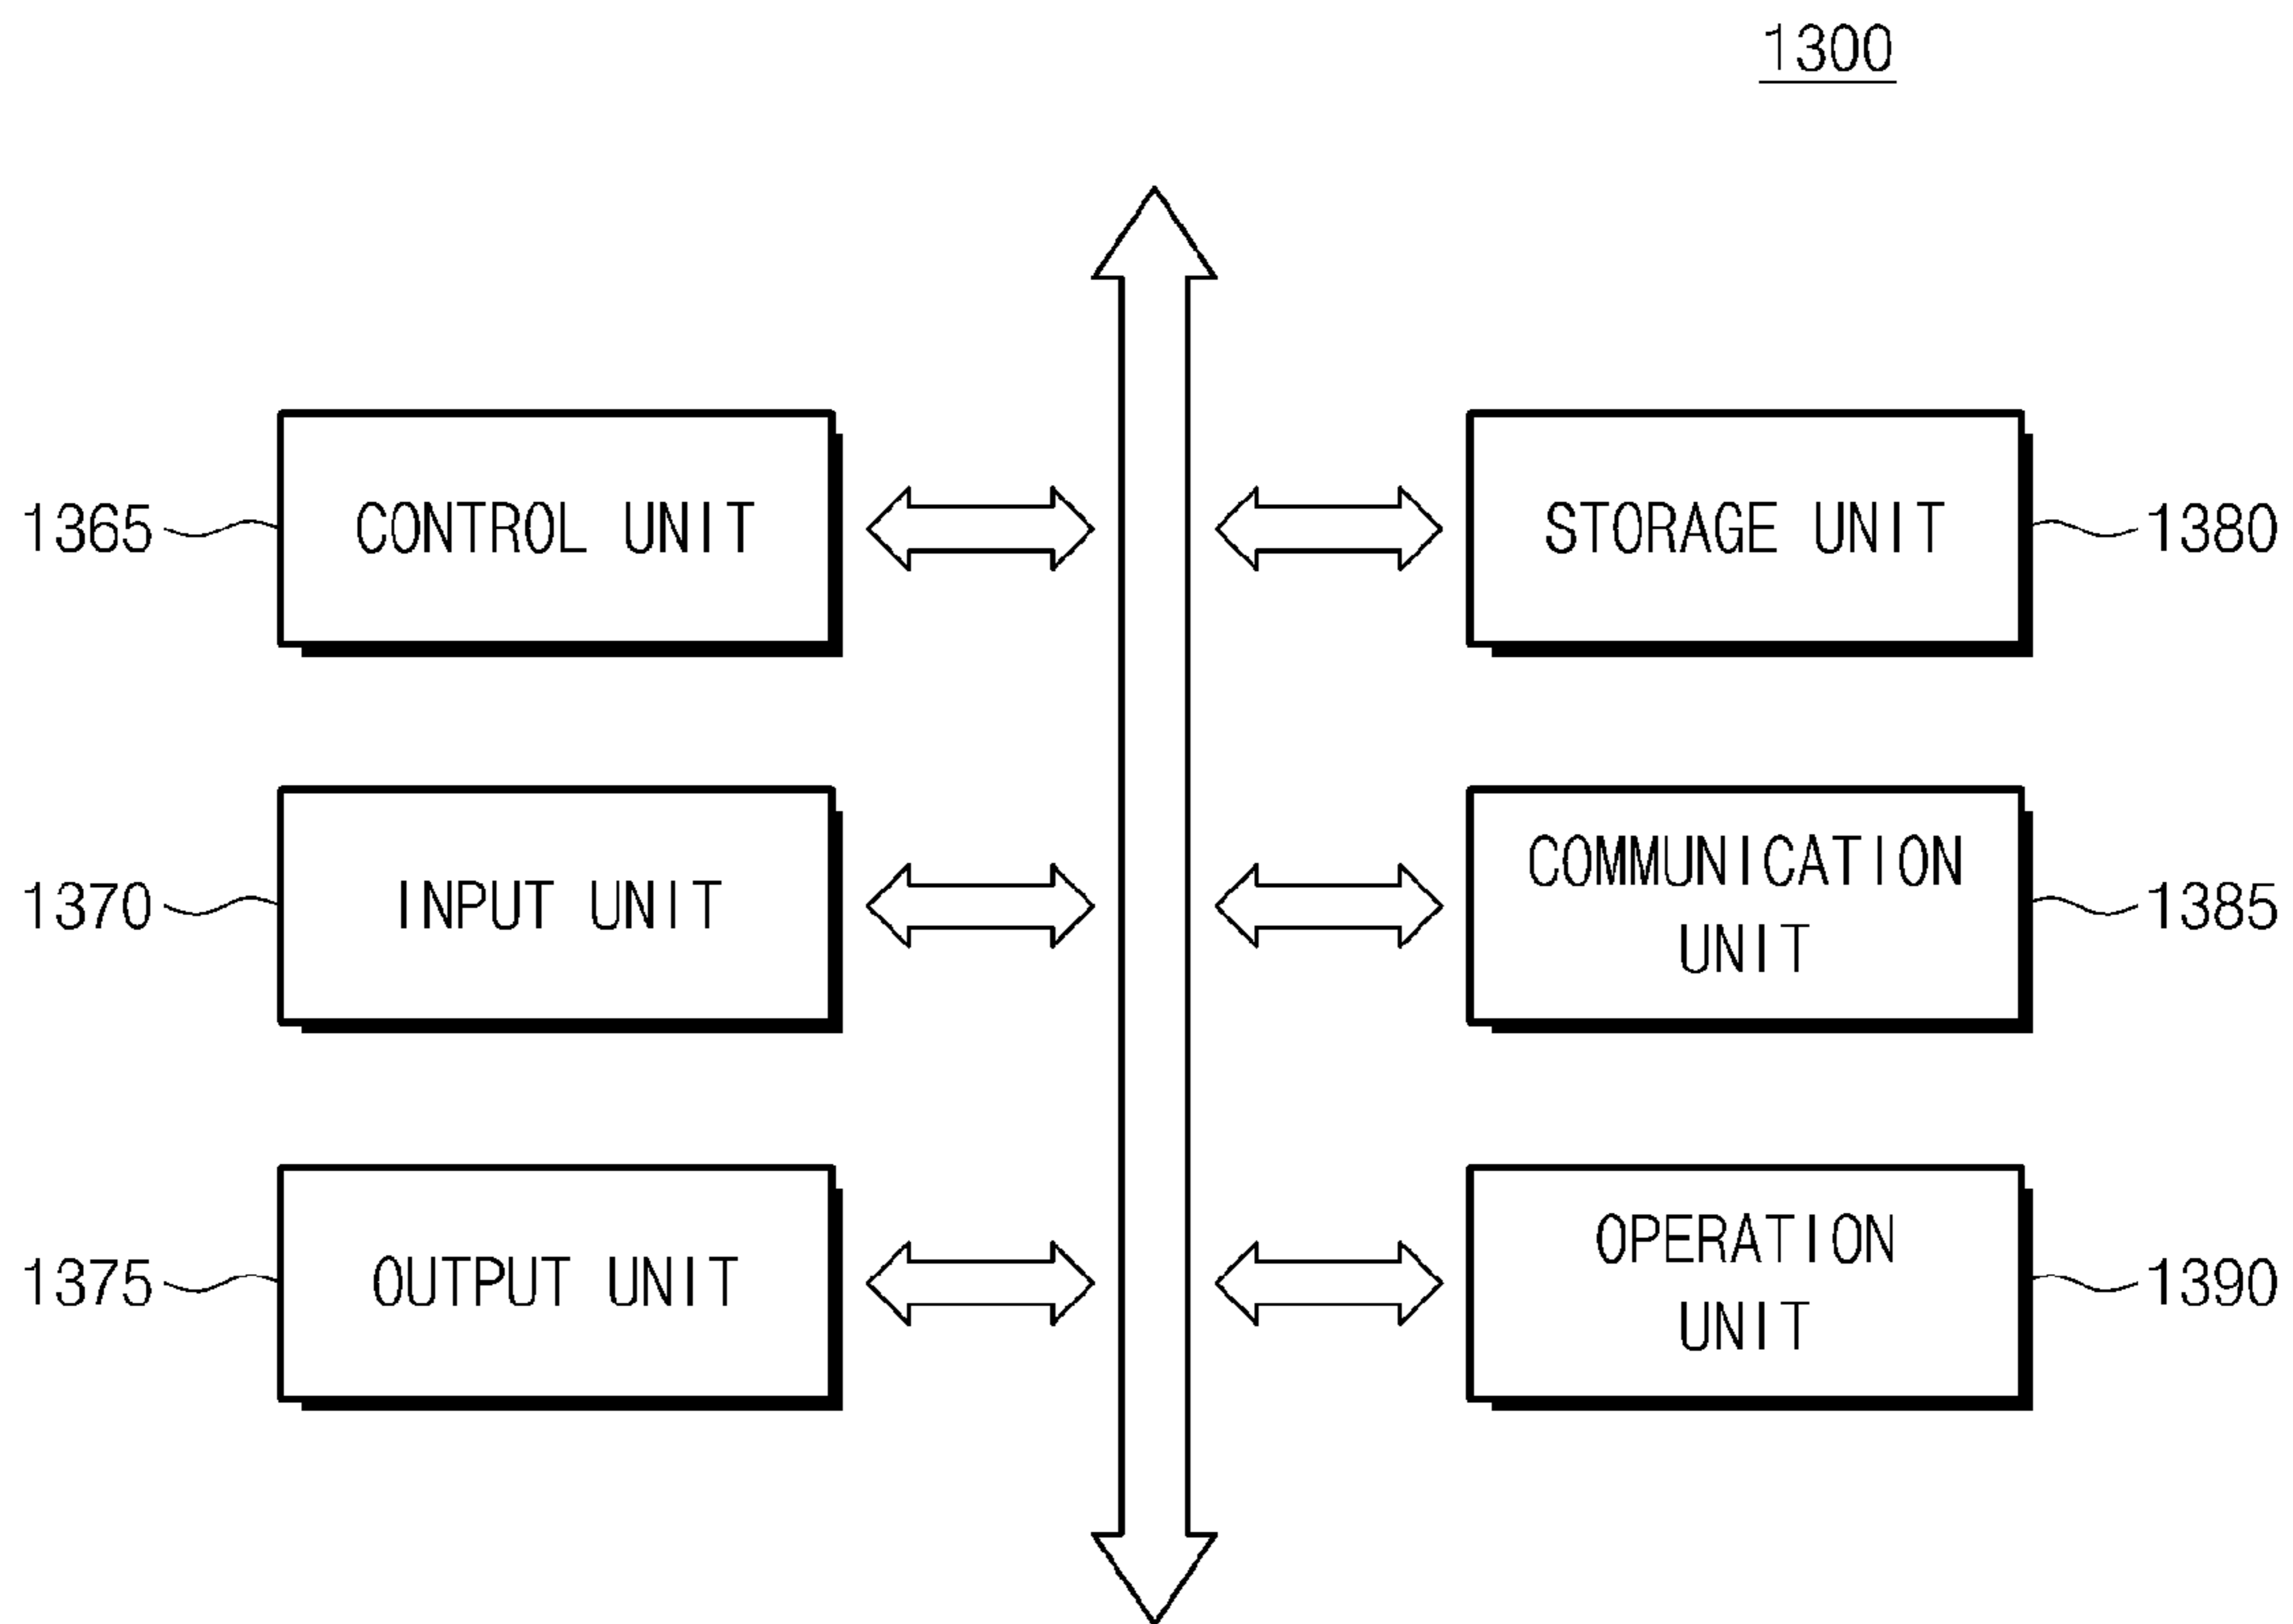 1300
1365
CONTROL UNIT
STORAGE UNIT
1380
1370
INPUT UNIT
COMMUNICATION
UNIT
1385
1375
OUTPUT UNIT
OPERATION
UNIT
1390